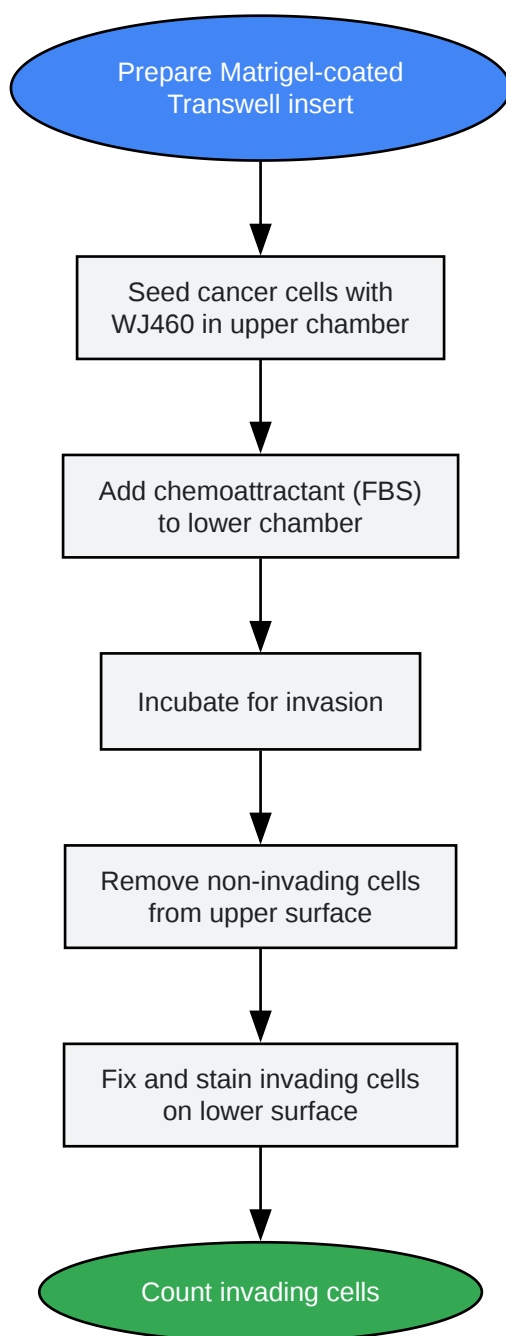 Prepare Matrigel-coated
Transwell insert
Seed cancer cells with
WJ460 in upper chamber
Add chemoattractant (FBS)
to lower chamber
Incubate for invasion
Remove non-invading cells
from upper surface
Fix and stain invading cells
on lower surface
Count invading cells